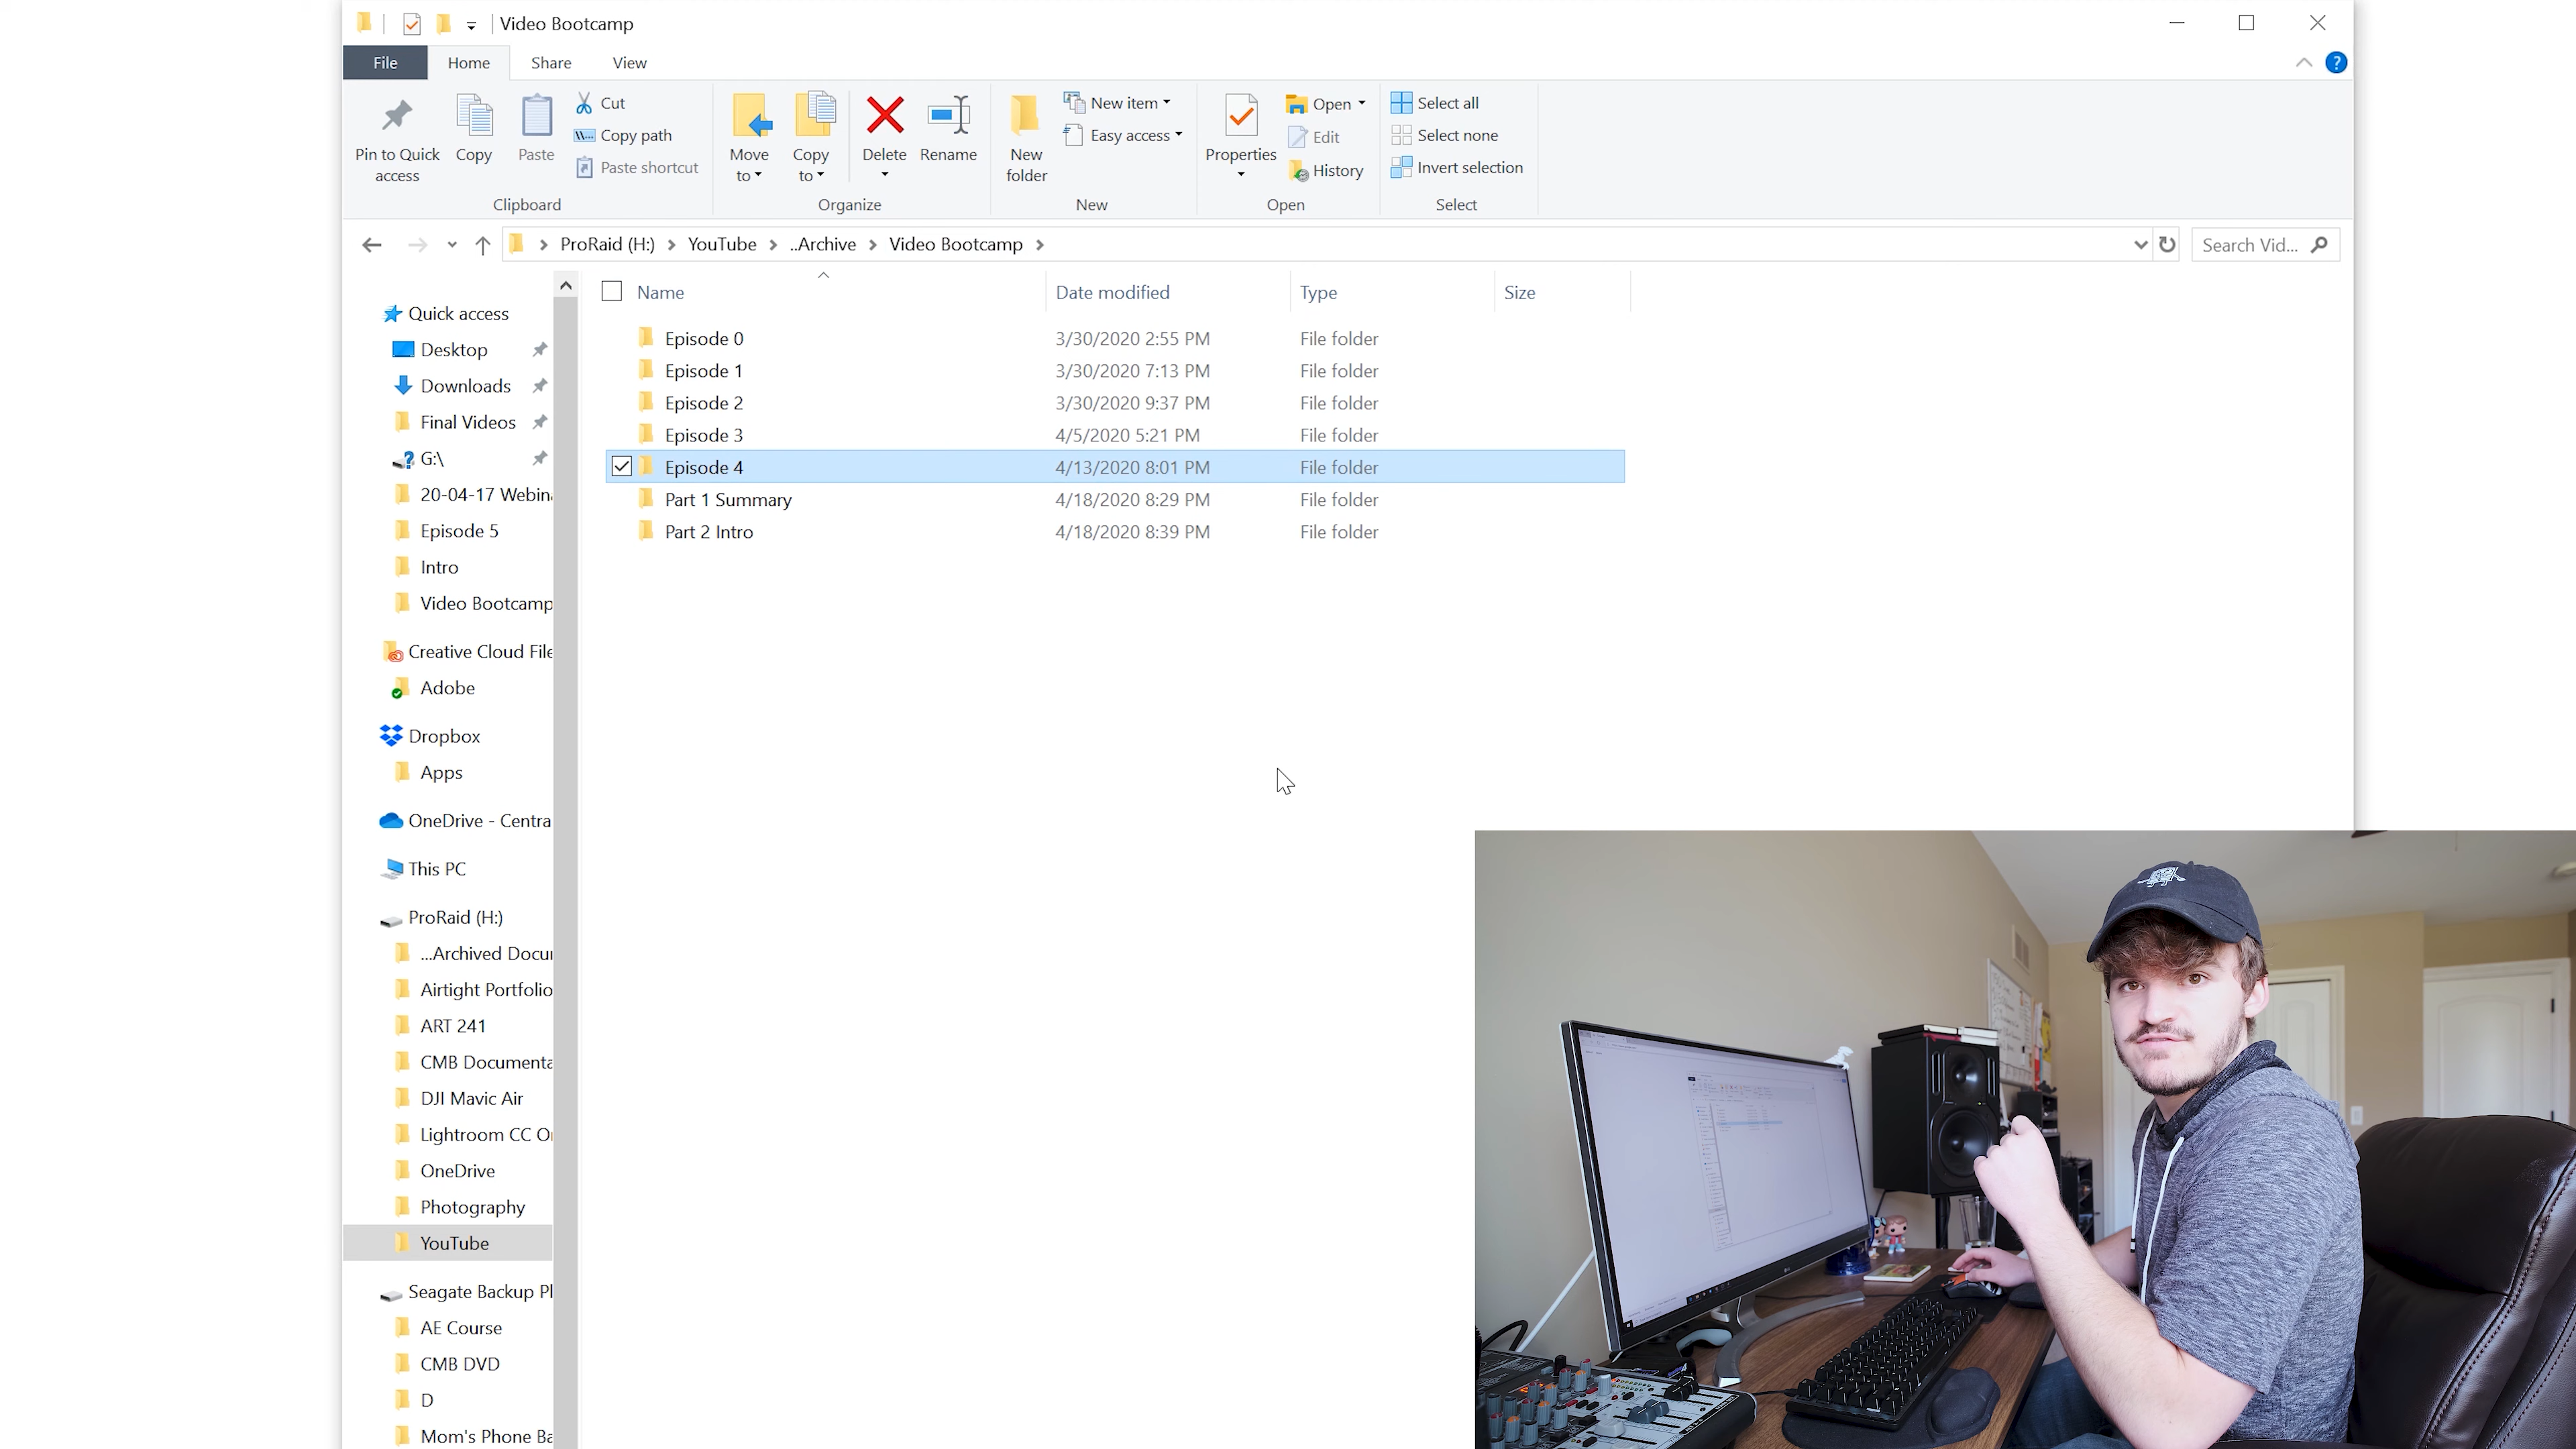 Video Bootcamp
File Home Share View
Pin to Quick access
Copy
Paste
Cut
Copy path
Paste shortcut
Clipboard
Move to
Copy to
Delete
Rename
Organize
New folder
New item
Easy access
New
Properties
Open
Edit
History
Open
Select all
Select none
Invert selection
Select
ProRaid (H:) YouTube ..Archive Video Bootcamp
Search Vid...
Name Date modified Type Size
Episode 0 3/30/2020 2:55 PM File folder
Episode 1 3/30/2020 7:13 PM File folder
Episode 2 3/30/2020 9:37 PM File folder
Episode 3 4/5/2020 5:21 PM File folder
Episode 4 4/13/2020 8:01 PM File folder
Part 1 Summary 4/18/2020 8:29 PM File folder
Part 2 Intro 4/18/2020 8:39 PM File folder
Quick access
Desktop
Downloads
Final Videos
G:\
20-04-17 Webin
Episode 5
Intro
Video Bootcamp
Creative Cloud File
Adobe
Dropbox
Apps
OneDrive - Centra
This PC
ProRaid (H:)
...Archived Docu
Airtight Portfolio
ART 241
CMB Documenta
DJI Mavic Air
Lightroom CC O
OneDrive
Photography
YouTube
Seagate Backup Pl
AE Course
CMB DVD
D
Mom's Phone Ba